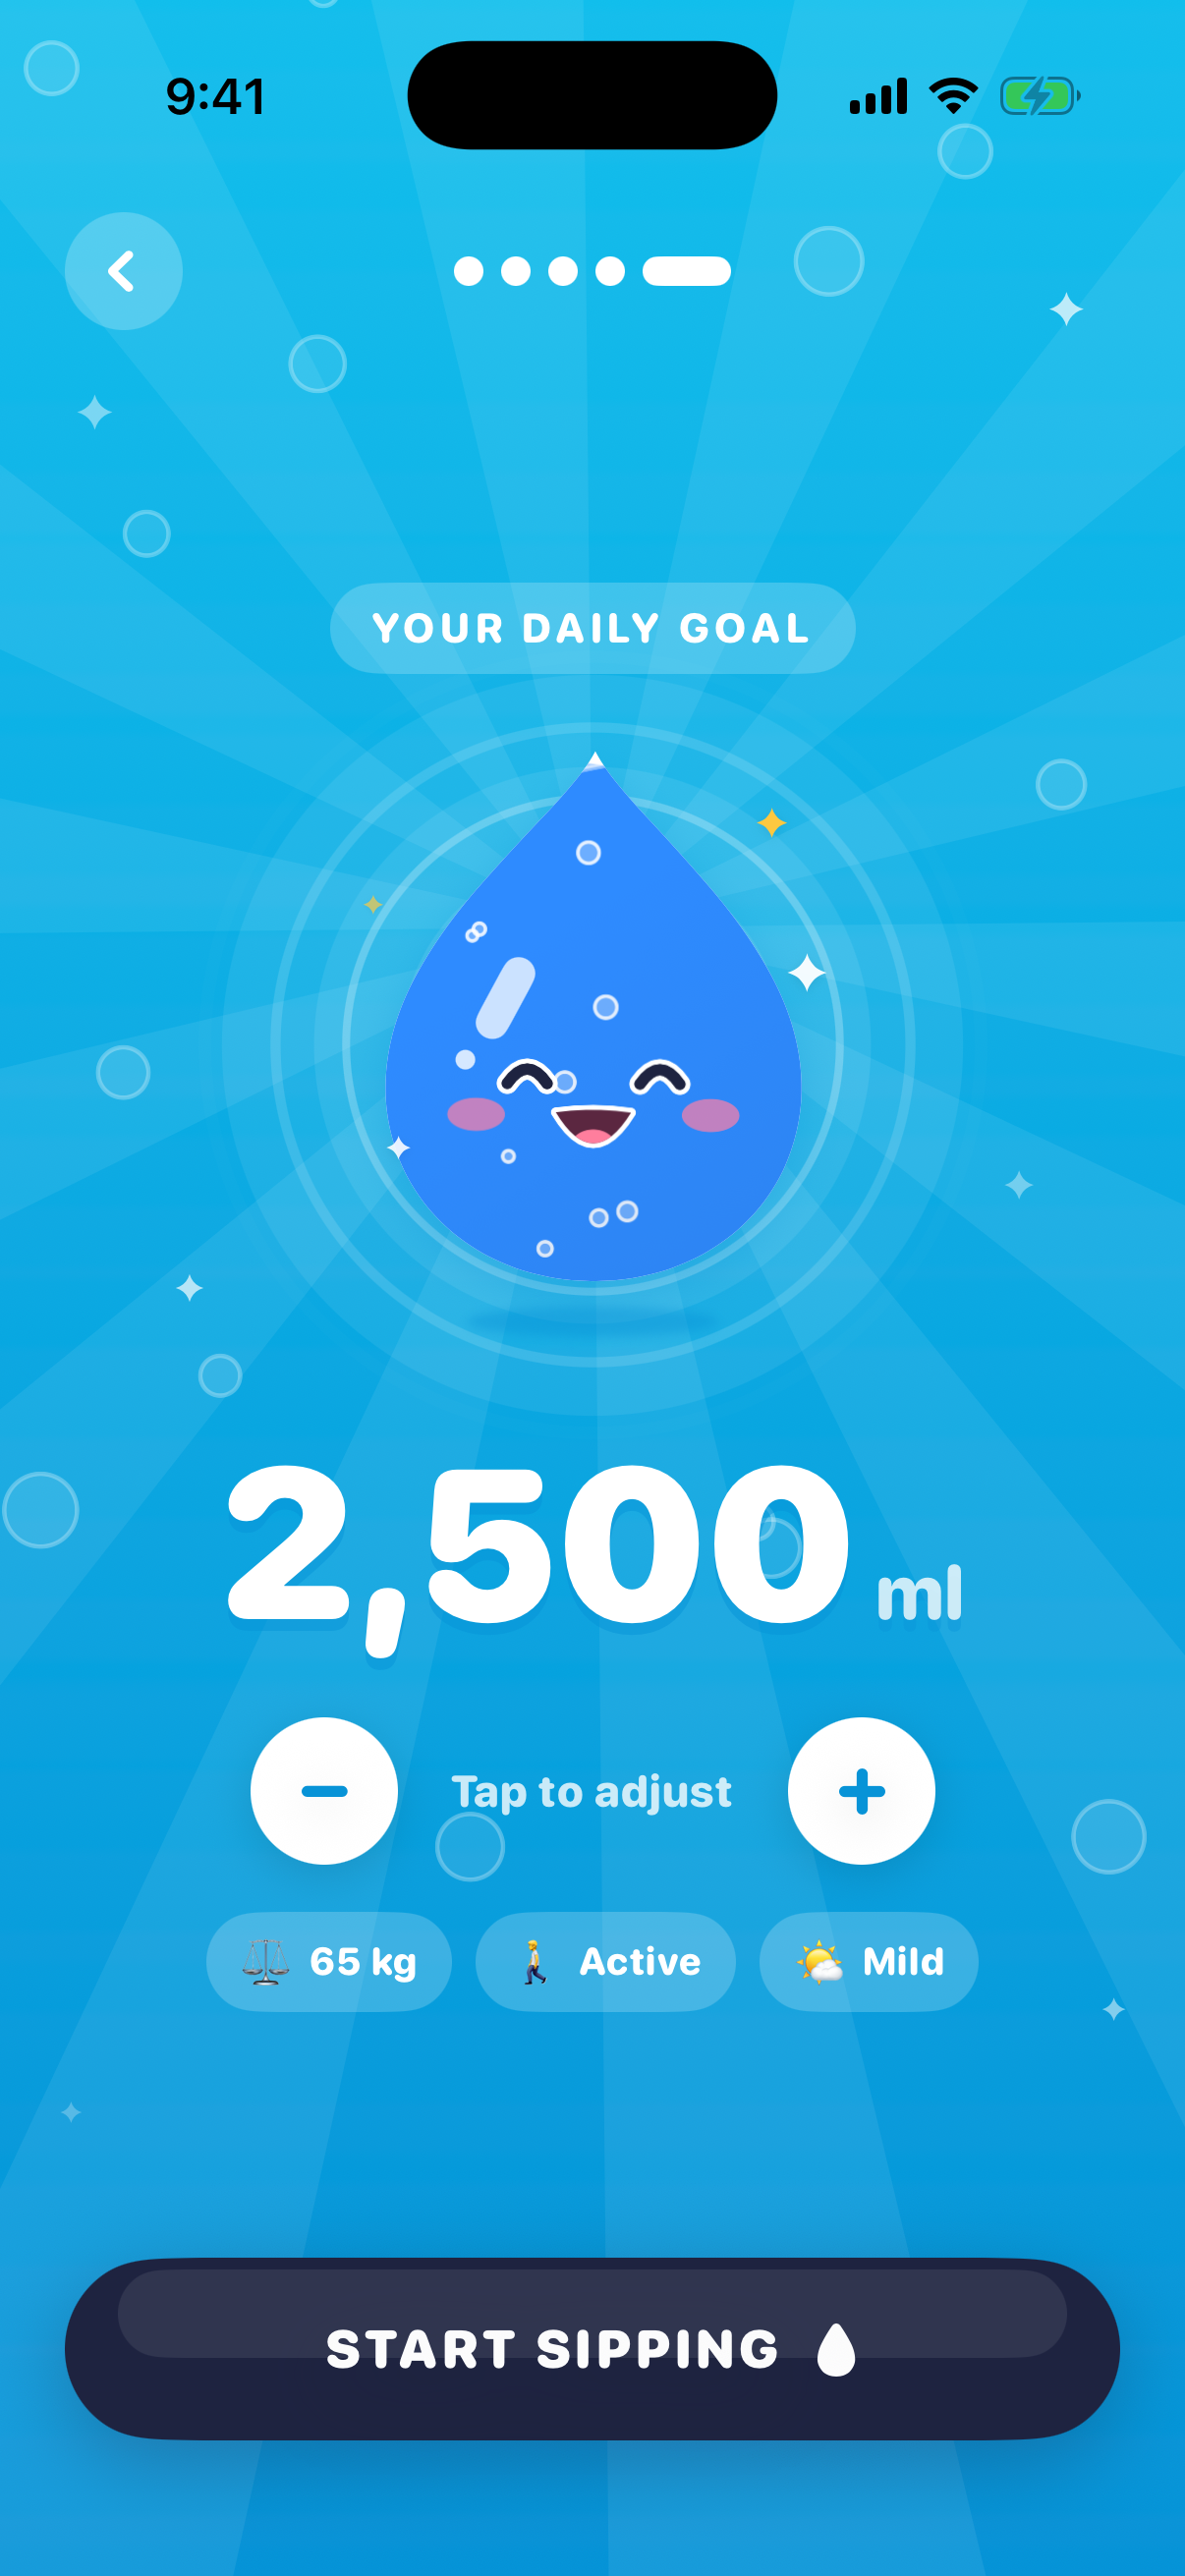 9:41
YOUR DAILY GOAL
2,500 ml
Tap to adjust
65 kg
Active
Mild
START SIPPING